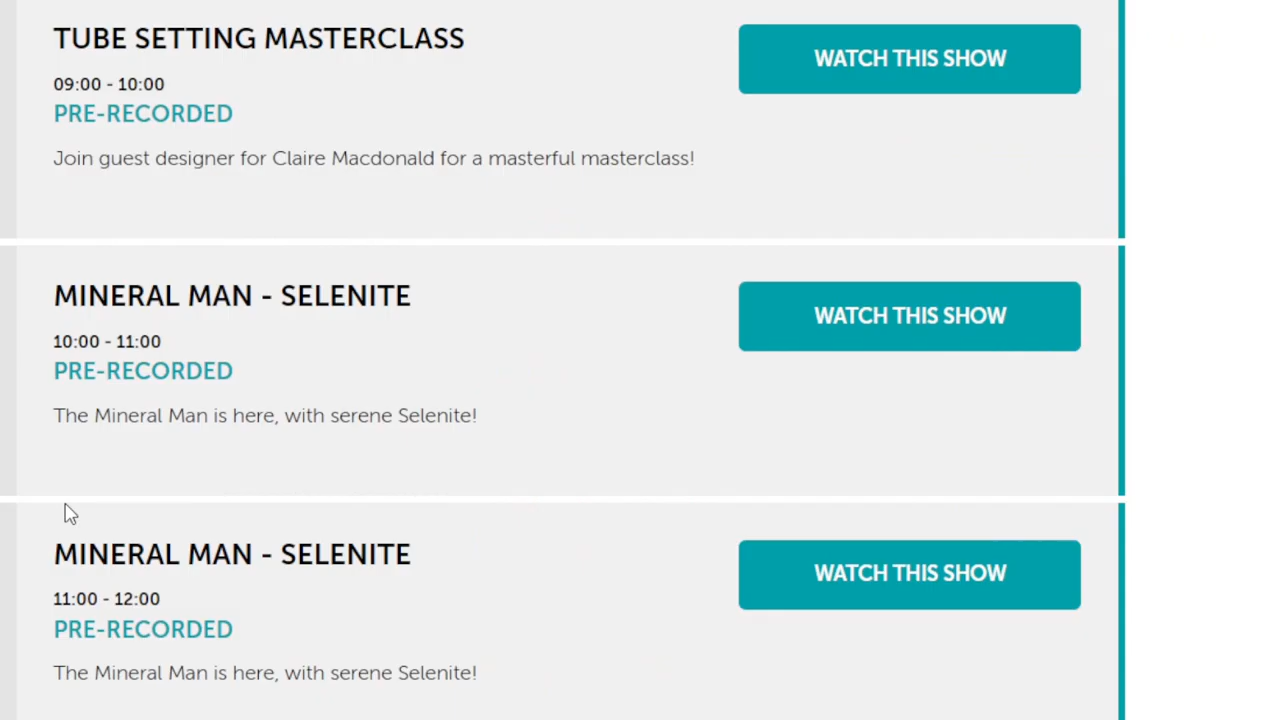 TUBE SETTING MASTERCLASS
WATCH THIS SHOW
09:00 - 10:00
PRE-RECORDED
Join guest designer for Claire Macdonald for a masterful masterclass!
MINERAL MAN - SELENITE
WATCH THIS SHOW
10:00 - 11:00
PRE-RECORDED
The Mineral Man is here, with serene Selenite!
MINERAL MAN - SELENITE
WATCH THIS SHOW
11:00 - 12:00
PRE-RECORDED
The Mineral Man is here, with serene Selenite!